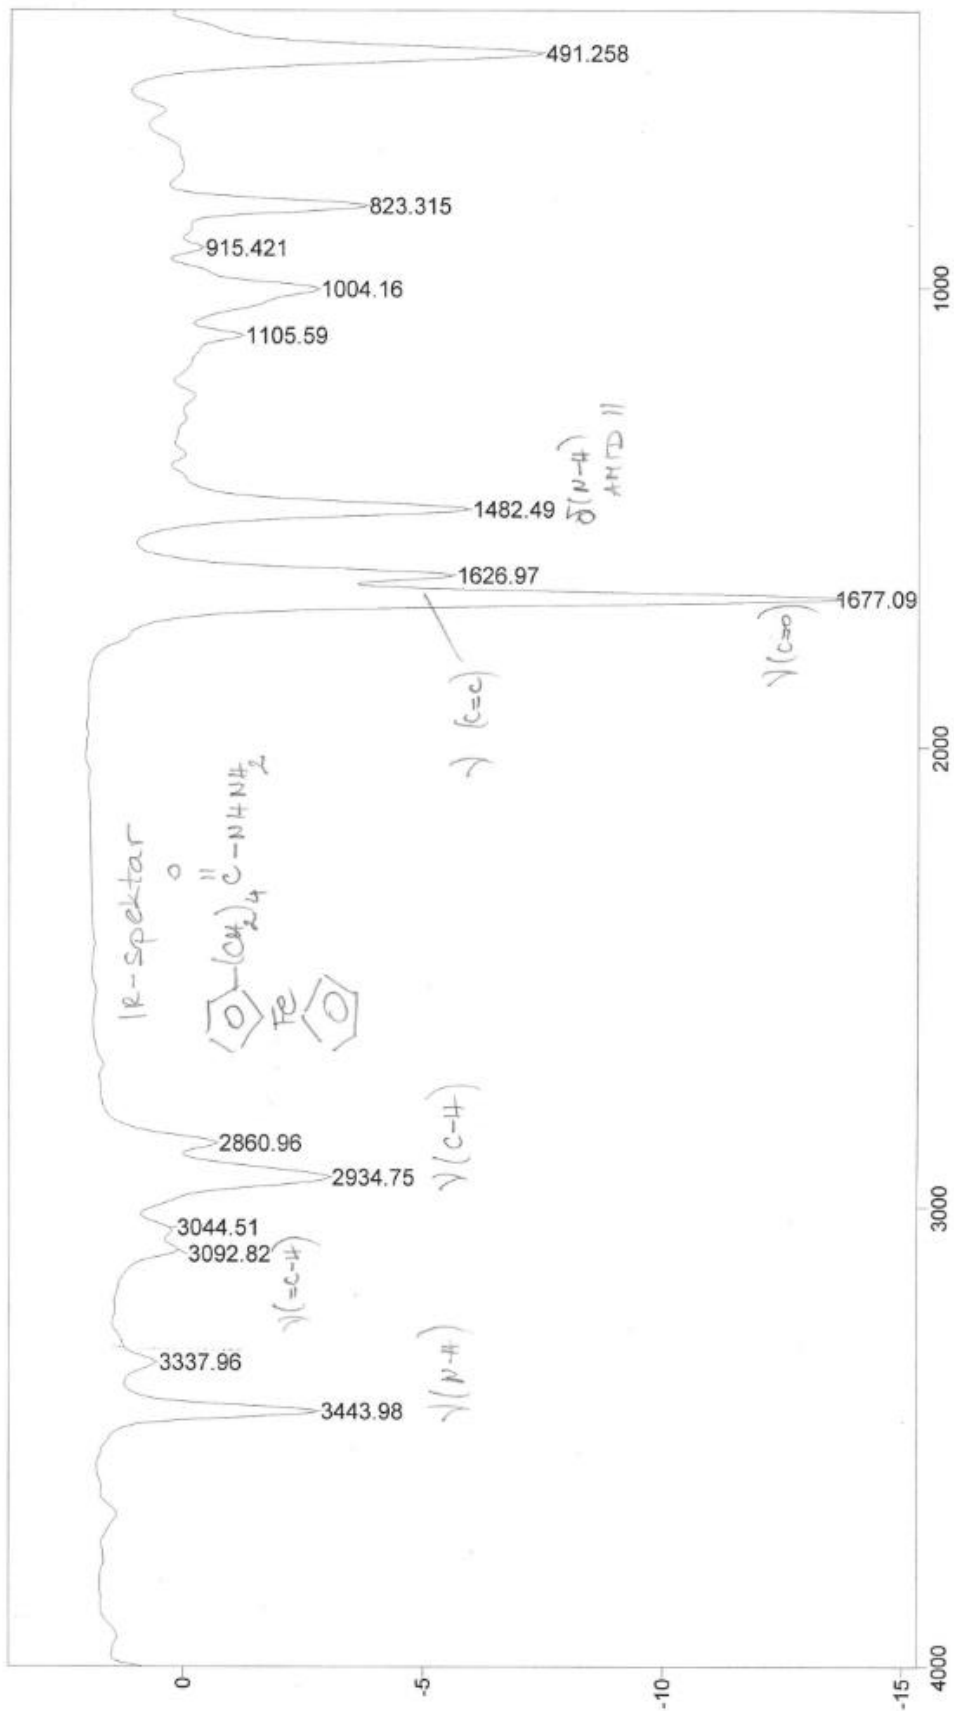 IR-spektar
O
||
-(CH2)4 C-NHNH2
Fe
3443.98
ν(N-H)
3337.96
3092.82
ν(=C-H)
3044.51
2934.75
ν(C-H)
2860.96
1677.09
ν(C=O)
ν (C=C)
1626.97
1482.49
δ(N-H)
AMID II
1105.59
1004.16
915.421
823.315
491.258
0
-5
-10
-15
4000
3000
2000
1000